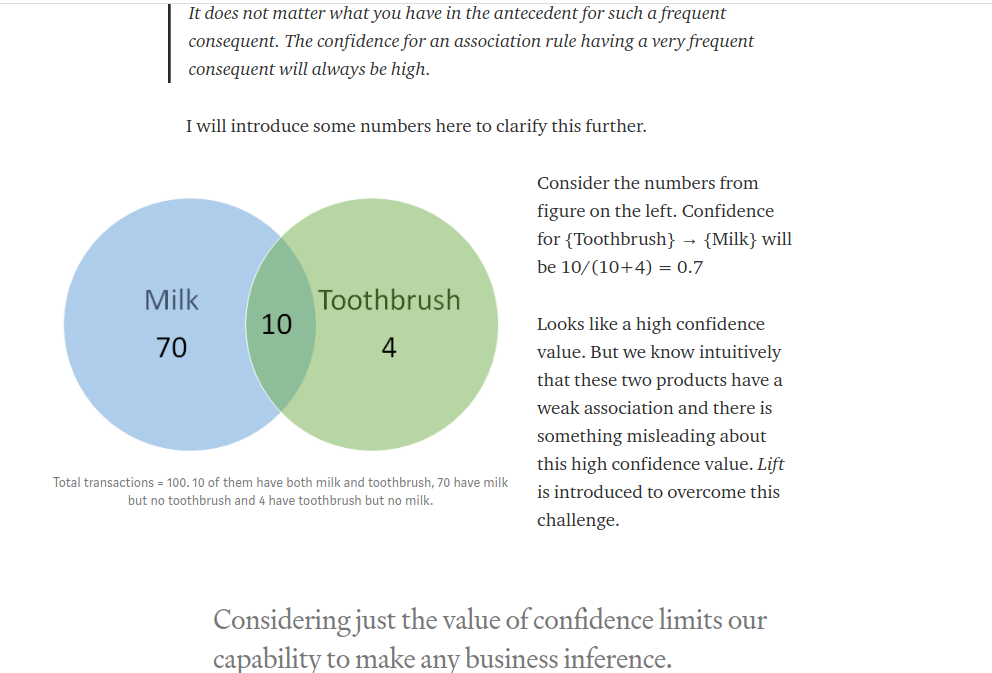 It does not matter what you have in the antecedent for such a frequent
consequent. The confidence for an association rule having a very frequent
consequent will always be high.
I will introduce some numbers here to clarify this further.
Milk
70
10
Toothbrush
4
Total transactions = 100. 10 of them have both milk and toothbrush, 70 have milk
but no toothbrush and 4 have toothbrush but no milk.
Consider the numbers from
figure on the left. Confidence
for {Toothbrush} → {Milk} will
be 10/(10+4) = 0.7
Looks like a high confidence
value. But we know intuitively
that these two products have a
weak association and there is
something misleading about
this high confidence value. Lift
is introduced to overcome this
challenge.
Considering just the value of confidence limits our
capability to make any business inference.